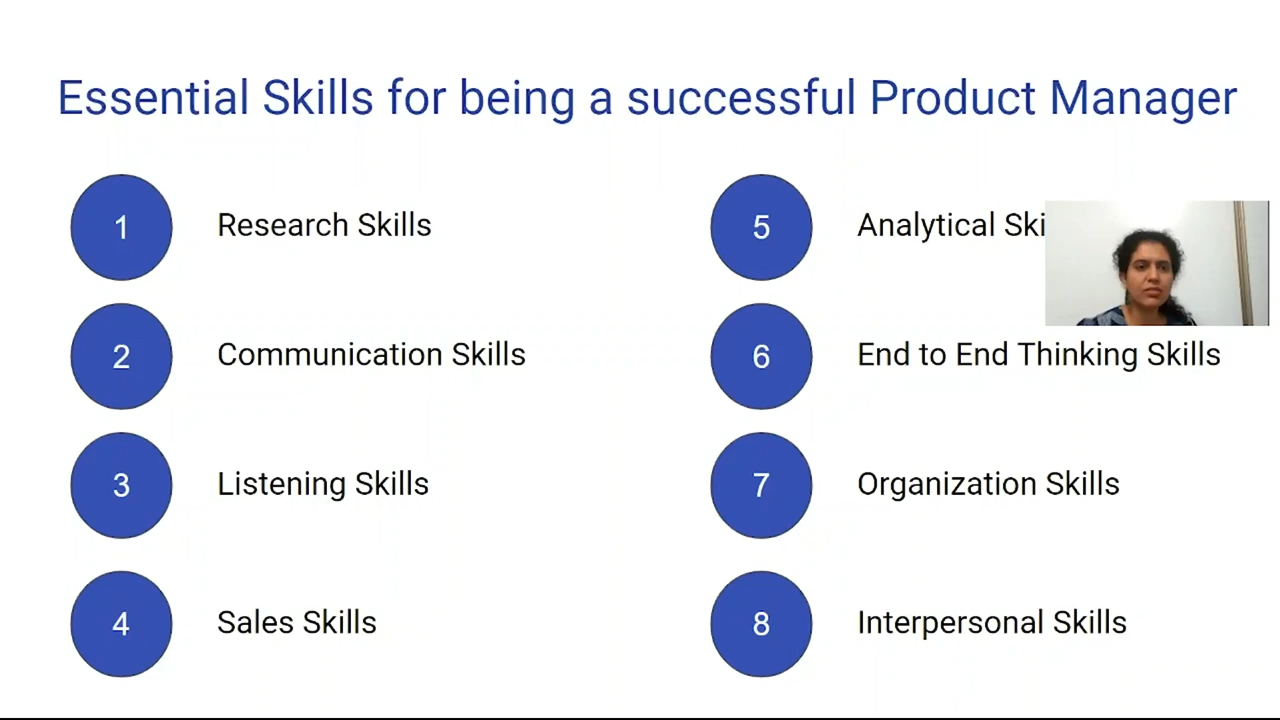 Essential Skills for being a successful Product Manager
1 Research Skills
2 Communication Skills
3 Listening Skills
4 Sales Skills
5 Analytical
6 End to End Thinking Skills
7 Organization Skills
8 Interpersonal Skills